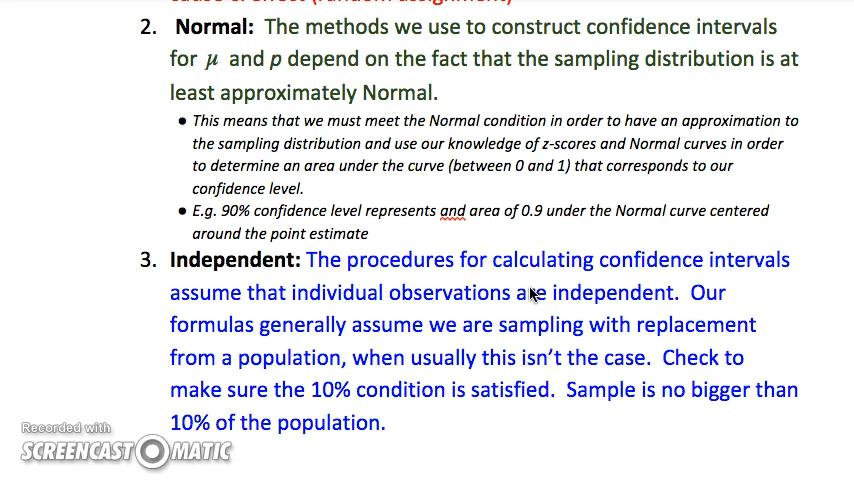 cause & effect (random assignment)
2. Normal: The methods we use to construct confidence intervals
for μ and p depend on the fact that the sampling distribution is at
least approximately Normal.
● This means that we must meet the Normal condition in order to have an approximation to
the sampling distribution and use our knowledge of z-scores and Normal curves in order
to determine an area under the curve (between 0 and 1) that corresponds to our
confidence level.
● E.g. 90% confidence level represents and area of 0.9 under the Normal curve centered
around the point estimate
3. Independent: The procedures for calculating confidence intervals
assume that individual observations are independent. Our
formulas generally assume we are sampling with replacement
from a population, when usually this isn't the case. Check to
make sure the 10% condition is satisfied. Sample is no bigger than
10% of the population.
Recorded with
SCREENCAST MATIC